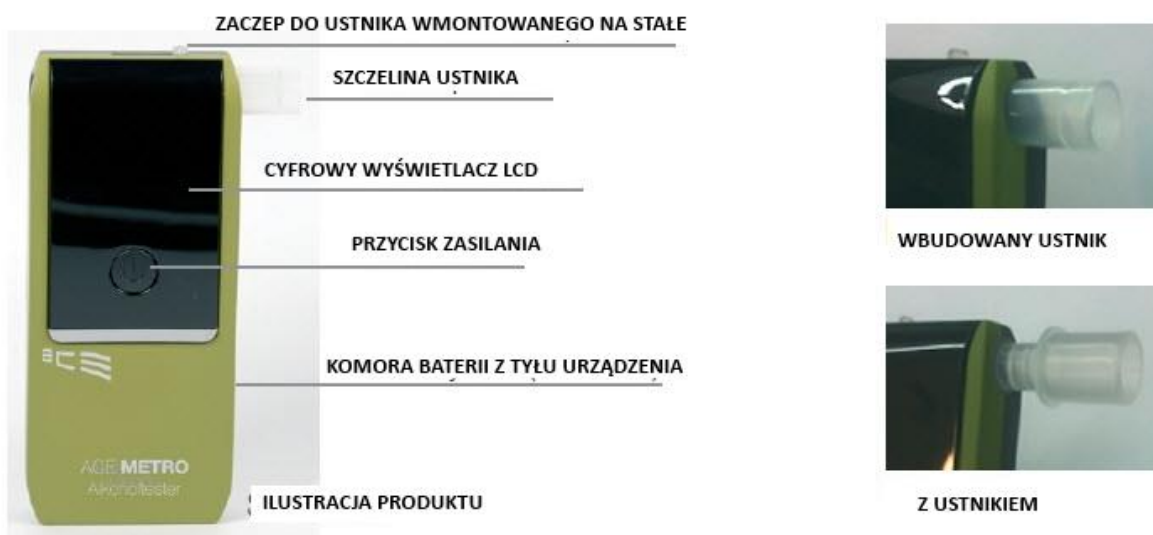 ZACZEP DO USTNIKA WMONTOWANEGO NA STAŁE
SZCZELINA USTNIKA
CYFROWY WYŚWIETLACZ LCD
PRZYCISK ZASILANIA
KOMORA BATERII Z TYŁU URZĄDZENIA
ace
ACE METRO
Alkoholtester
ILUSTRACJA PRODUKTU
WBUDOWANY USTNIK
Z USTNIKIEM